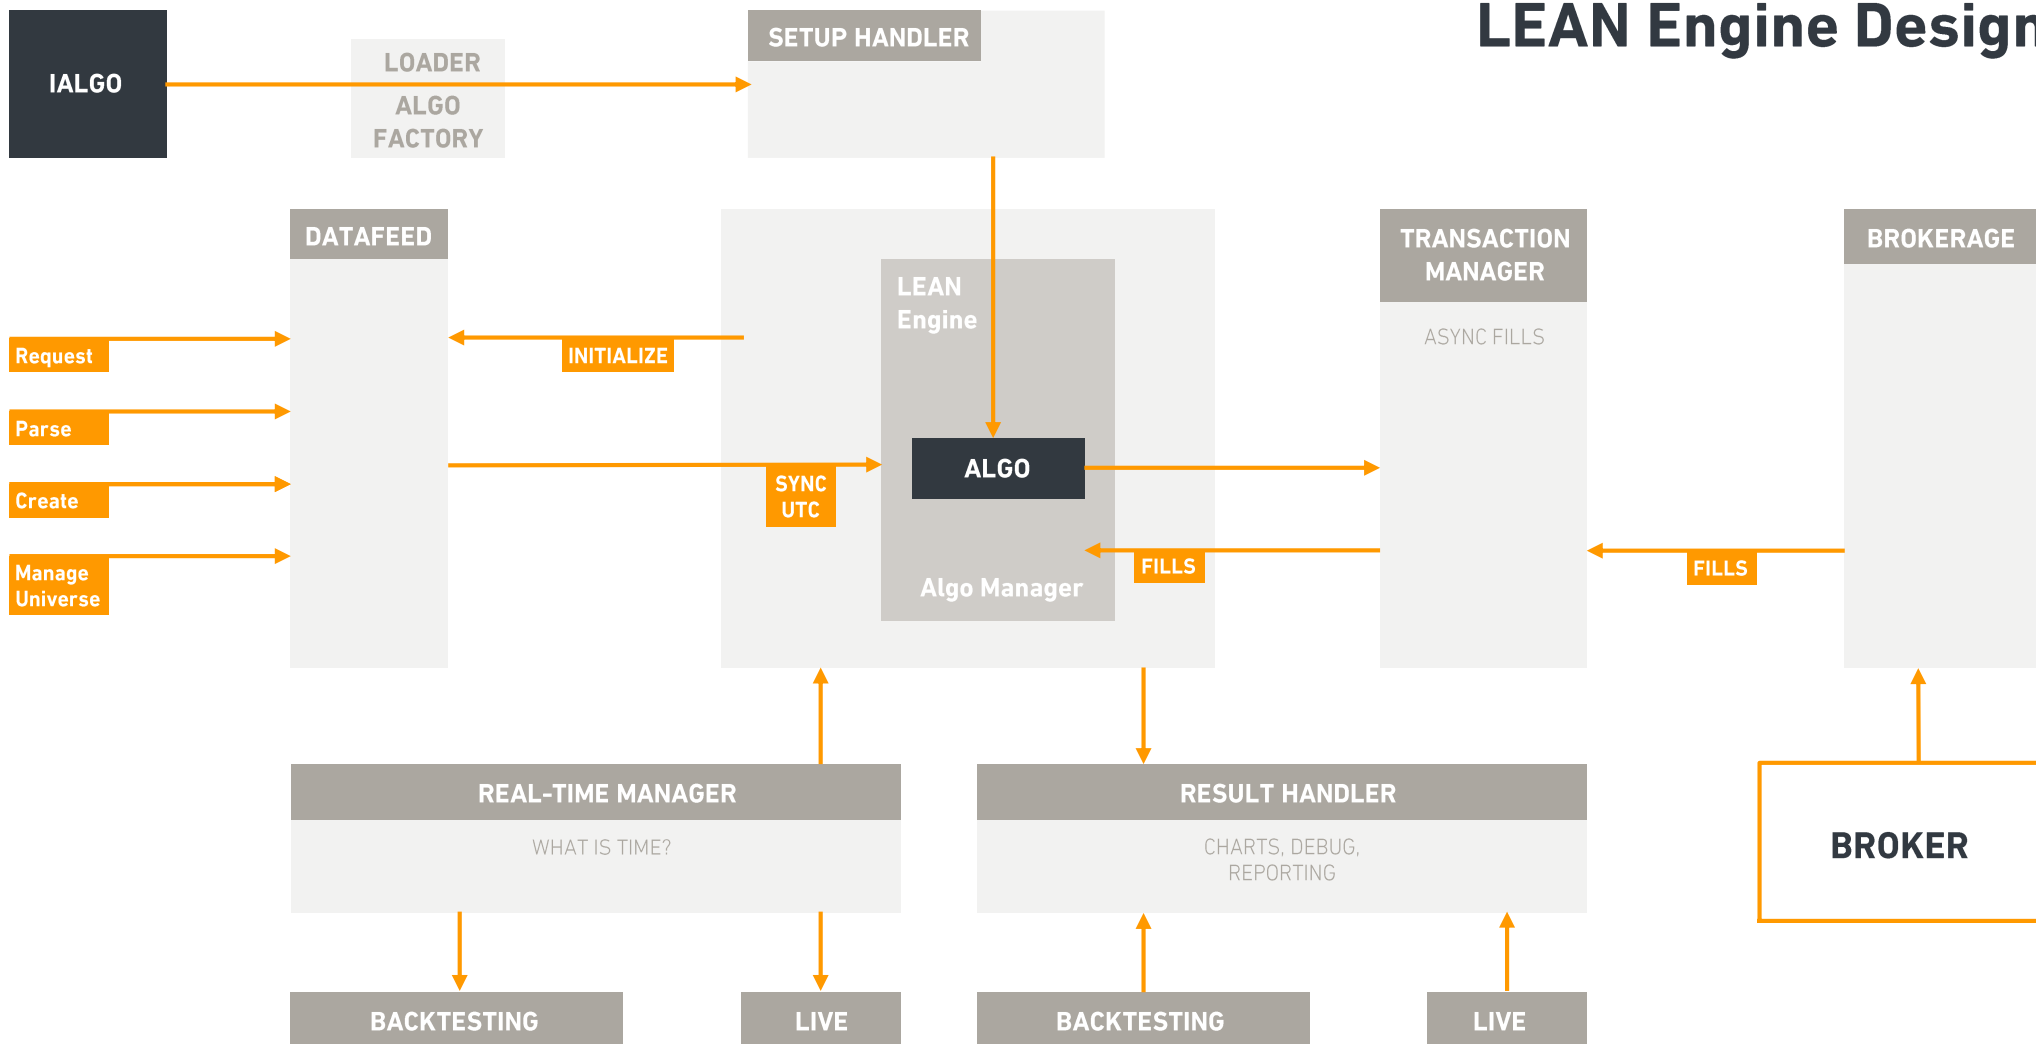 LEAN Engine Design
IALGO
LOADER
ALGO
FACTORY
SETUP HANDLER
DATAFEED
Request
Parse
Create
Manage
Universe
INITIALIZE
SYNC
UTC
LEAN
Engine
ALGO
Algo Manager
FILLS
TRANSACTION
MANAGER
ASYNC FILLS
FILLS
BROKERAGE
REAL-TIME MANAGER
WHAT IS TIME?
RESULT HANDLER
CHARTS, DEBUG,
REPORTING
BROKER
BACKTESTING
LIVE
BACKTESTING
LIVE